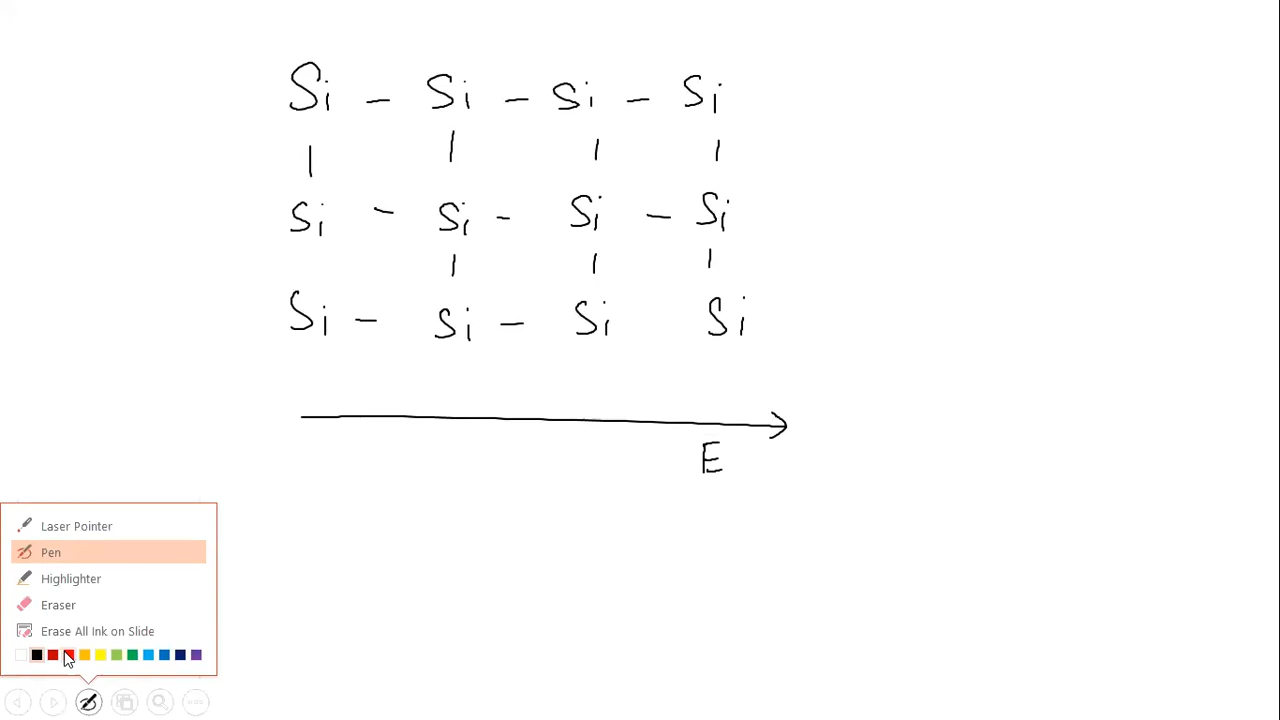 Si - Si - Si - Si
| | | |
Si - Si - Si - Si
| | |
Si - Si - Si Si
E
Laser Pointer
Pen
Highlighter
Eraser
Erase All Ink on Slide